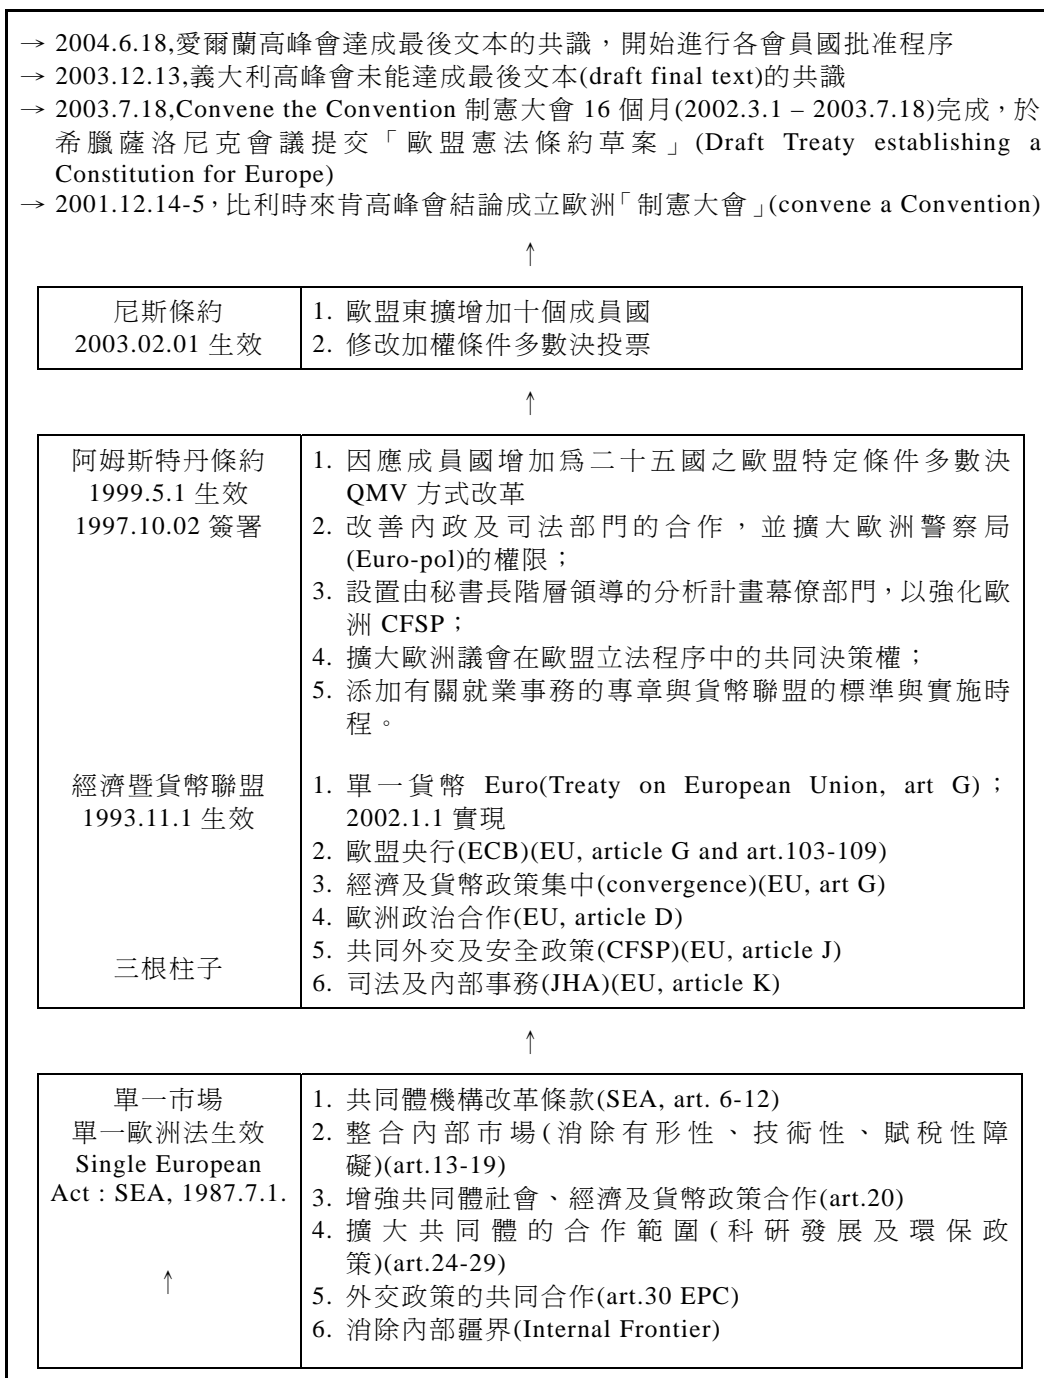 → 2004.6.18,愛爾蘭高峰會達成最後文本的共識，開始進行各會員國批准程序
→ 2003.12.13,義大利高峰會未能達成最後文本(draft final text)的共識
→ 2003.7.18,Convene the Convention 制憲大會 16 個月(2002.3.1 – 2003.7.18)完成，於
希臘薩洛尼克會議提交「歐盟憲法條約草案」(Draft Treaty establishing a
Constitution for Europe)
→ 2001.12.14-5，比利時來肯高峰會結論成立歐洲「制憲大會」(convene a Convention)
↑
尼斯條約
2003.02.01 生效
1. 歐盟東擴增加十個成員國
2. 修改加權條件多數決投票
↑
阿姆斯特丹條約
1999.5.1 生效
1997.10.02 簽署
1. 因應成員國增加為二十五國之歐盟特定條件多數決
QMV 方式改革
2. 改善內政及司法部門的合作，並擴大歐洲警察局
(Euro-pol)的權限；
3. 設置由秘書長階層領導的分析計畫幕僚部門，以強化歐
洲 CFSP；
4. 擴大歐洲議會在歐盟立法程序中的共同決策權；
5. 添加有關就業事務的專章與貨幣聯盟的標準與實施時
程。
經濟暨貨幣聯盟
1993.11.1 生效
三根柱子
1. 單一貨幣 Euro(Treaty on European Union, art G)；
2002.1.1 實現
2. 歐盟央行(ECB)(EU, article G and art.103-109)
3. 經濟及貨幣政策集中(convergence)(EU, art G)
4. 歐洲政治合作(EU, article D)
5. 共同外交及安全政策(CFSP)(EU, article J)
6. 司法及內部事務(JHA)(EU, article K)
↑
單一市場
單一歐洲法生效
Single European
Act：SEA, 1987.7.1.
↑
1. 共同體機構改革條款(SEA, art. 6-12)
2. 整合內部市場(消除有形性、技術性、賦稅性障
礙)(art.13-19)
3. 增強共同體社會、經濟及貨幣政策合作(art.20)
4. 擴大共同體的合作範圍(科研發展及環保政
策)(art.24-29)
5. 外交政策的共同合作(art.30 EPC)
6. 消除內部疆界(Internal Frontier)